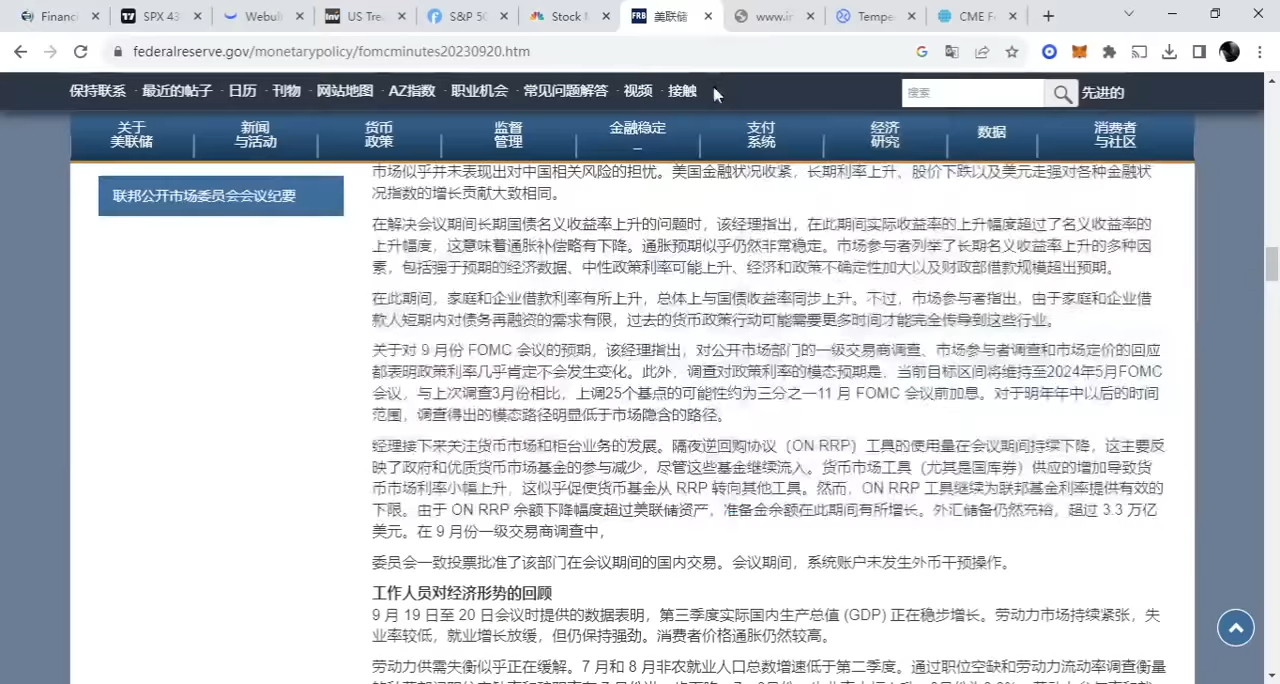 Financi
SPX 43
Webull
US Tre
S&P 50
Stock M
美联储
www.ir
Tempe
CME Fe
federalreserve.gov/monetarypolicy/fomcminutes20230920.htm
保持联系 · 最近的帖子 · 日历 · 刊物 · 网站地图 · AZ指数 · 职业机会 · 常见问题解答 · 视频 · 接触
搜索
先进的
关于
美联储
新闻
与活动
货币
政策
监督
管理
金融稳定
支付
系统
经济
研究
数据
消费者
与社区
联邦公开市场委员会会议纪要
市场似乎并未表现出对中国相关风险的担忧。美国金融状况收紧，长期利率上升、股价下跌以及美元走强对各种金融状
况指数的增长贡献大致相同。
在解决会议期间长期国债名义收益率上升的问题时，该经理指出，在此期间实际收益率的上升幅度超过了名义收益率的
上升幅度，这意味着通胀补偿略有下降。通胀预期似乎仍然非常稳定。市场参与者列举了长期名义收益率上升的多种因
素，包括强于预期的经济数据、中性政策利率可能上升、经济和政策不确定性加大以及财政部借款规模超出预期。
在此期间，家庭和企业借款利率有所上升，总体上与国债收益率同步上升。不过，市场参与者指出，由于家庭和企业借
款人短期内对债务再融资的需求有限，过去的货币政策行动可能需要更多时间才能完全传导到这些行业。
关于对 9 月份 FOMC 会议的预期，该经理指出，对公开市场部门的一级交易商调查、市场参与者调查和市场定价的回应
都表明政策利率几乎肯定不会发生变化。此外，调查对政策利率的模态预期是，当前目标区间将维持至2024年5月FOMC
会议，与上次调查3月份相比，上调25个基点的可能性约为三分之一11 月 FOMC 会议前加息。对于明年年中以后的时间
范围，调查得出的模态路径明显低于市场隐含的路径。
经理接下来关注货币市场和柜台业务的发展。隔夜逆回购协议（ON RRP）工具的使用量在会议期间持续下降，这主要反
映了政府和优质货币市场基金的参与减少，尽管这些基金继续流入。货币市场工具（尤其是国库券）供应的增加导致货
币市场利率小幅上升，这似乎促使货币基金从 RRP 转向其他工具。然而，ON RRP 工具继续为联邦基金利率提供有效的
下限。由于 ON RRP 余额下降幅度超过美联储资产，准备金余额在此期间有所增长。外汇储备仍然充裕，超过 3.3 万亿
美元。在 9 月份一级交易商调查中，
委员会一致投票批准了该部门在会议期间的国内交易。会议期间，系统账户未发生外币干预操作。
工作人员对经济形势的回顾
9 月 19 日至 20 日会议时提供的数据表明，第三季度实际国内生产总值 (GDP) 正在稳步增长。劳动力市场持续紧张，失
业率较低，就业增长放缓，但仍保持强劲。消费者价格通胀仍然较高。
劳动力供需失衡似乎正在缓解。7 月和 8 月非农就业人口总数增速低于第二季度。通过职位空缺和劳动力流动率调查衡量